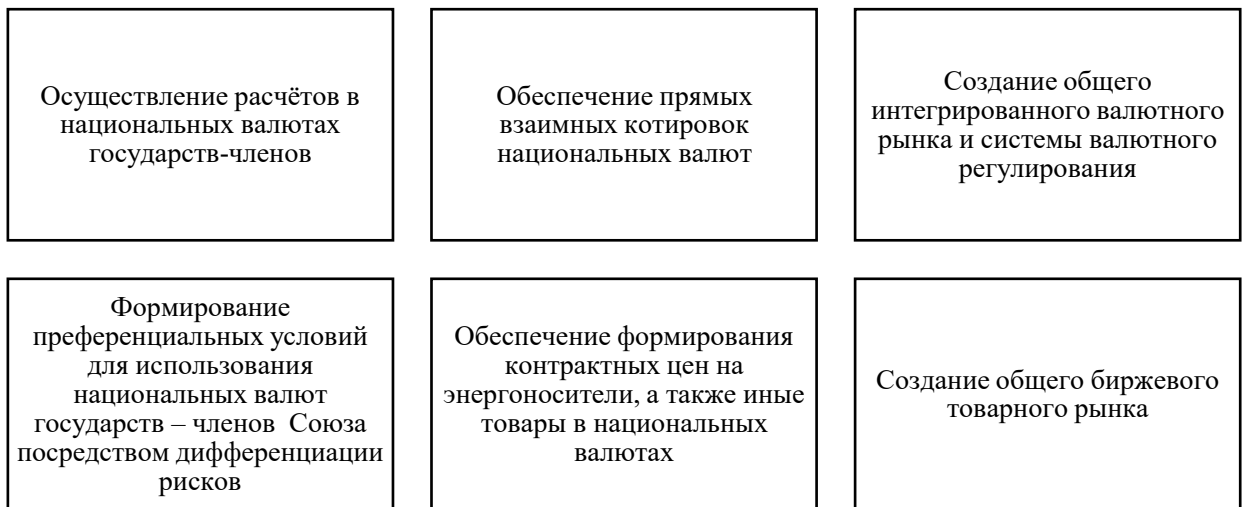 Осуществление расчётов в
национальных валютах
государств-членов
Обеспечение прямых
взаимных котировок
национальных валют
Создание общего
интегрированного валютного
рынка и системы валютного
регулирования
Формирование
преференциальных условий
для использования
национальных валют
государств – членов Союза
посредством дифференциации
рисков
Обеспечение формирования
контрактных цен на
энергоносители, а также иные
товары в национальных
валютах
Создание общего биржевого
товарного рынка